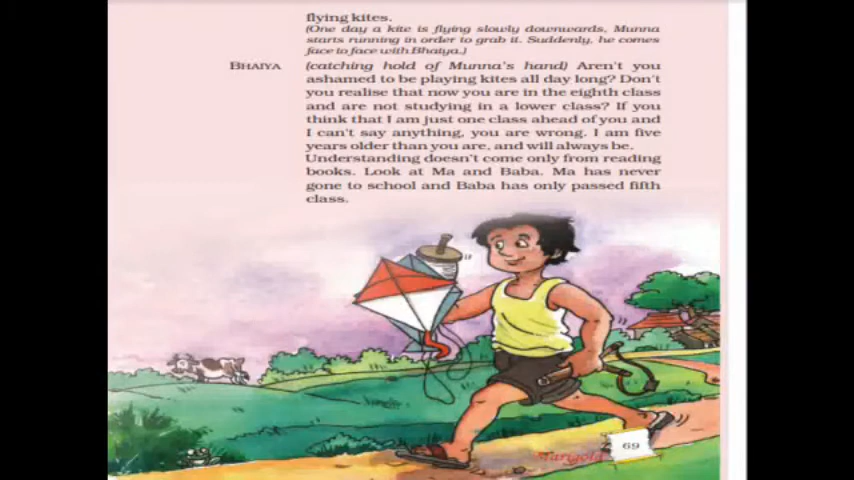 flying kites.
(One day a kite is flying slowly downwards, Munna
starts running in order to grab it. Suddenly, he comes
face to face with Bhaiya.)
BHAIYA (catching hold of Munna's hand) Aren't you
ashamed to be playing kites all day long? Don't
you realise that now you are in the eighth class
and are not studying in a lower class? If you
think that I am just one class ahead of you and
I can't say anything, you are wrong. I am five
years older than you are, and will always be.
Understanding doesn't come only from reading
books. Look at Ma and Baba. Ma has never
gone to school and Baba has only passed fifth
class.
69
Marigold